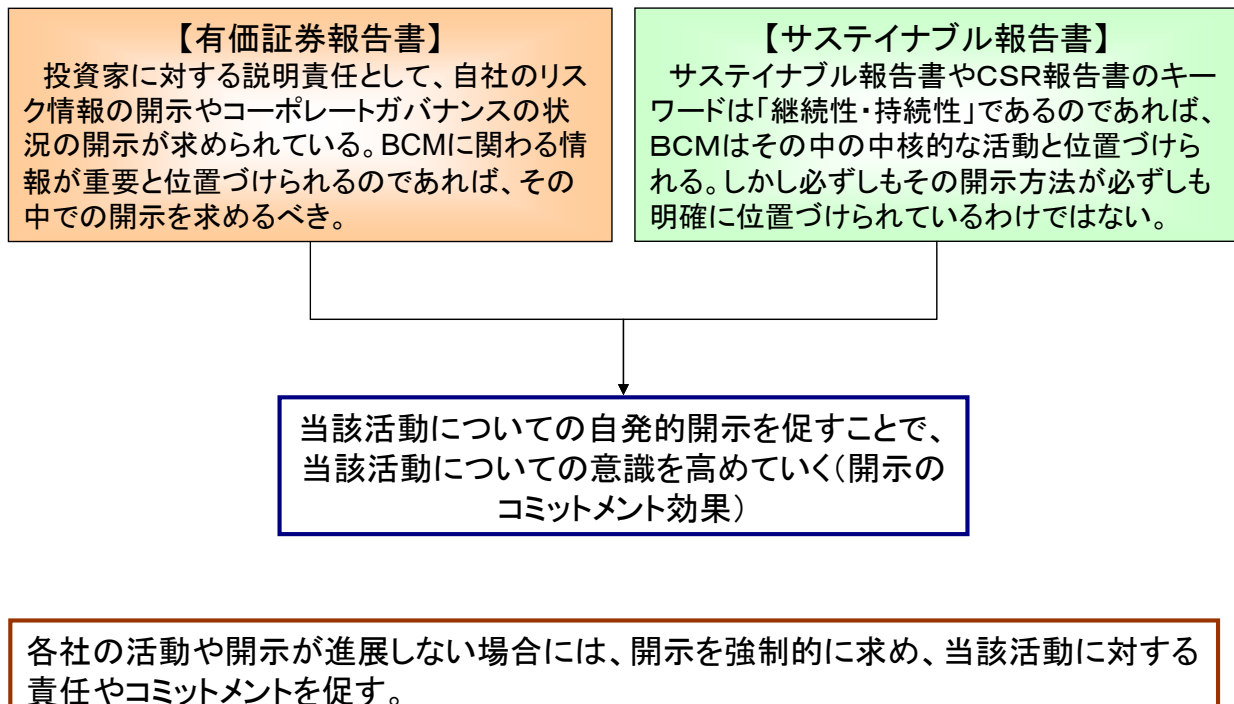 【有価証券報告書】
投資家に対する説明責任として、自社のリス
ク情報の開示やコーポレートガバナンスの状
況の開示が求められている。BCMに関わる情
報が重要と位置づけられるのであれば、その
中での開示を求めるべき。
【サステイナブル報告書】
サステイナブル報告書やCSR報告書のキー
ワードは「継続性・持続性」であるのであれば、
BCMはその中の中核的な活動と位置づけら
れる。しかし必ずしもその開示方法が必ずしも
明確に位置づけられているわけではない。
当該活動についての自発的開示を促すことで、
当該活動についての意識を高めていく(開示の
コミットメント効果)
各社の活動や開示が進展しない場合には、開示を強制的に求め、当該活動に対する
責任やコミットメントを促す。